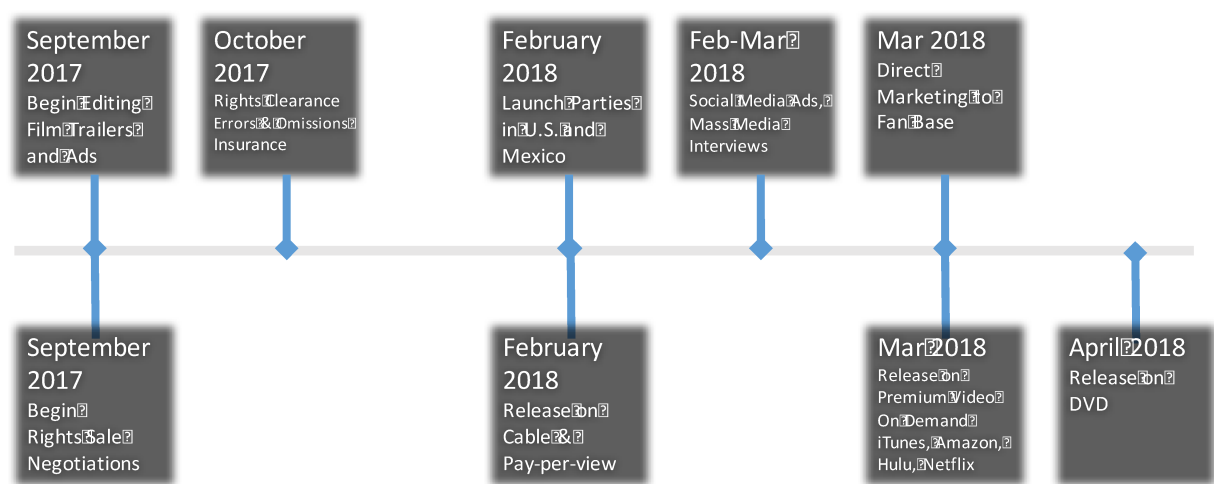 September
2017
Begin Editing
Film Trailers
and Ads
October
2017
Rights Clearance
Errors & Omissions
Insurance
February
2018
Launch Parties
in U.S. and
Mexico
Feb-Mar
2018
Social Media Ads,
Mass Media
Interviews
Mar 2018
Direct
Marketing to
Fan Base
September
2017
Begin
Rights Sale
Negotiations
February
2018
Release on
Cable &
Pay-per-view
Mar 2018
Release on
Premium Video
On Demand
iTunes, Amazon,
Hulu, Netflix
April 2018
Release on
DVD